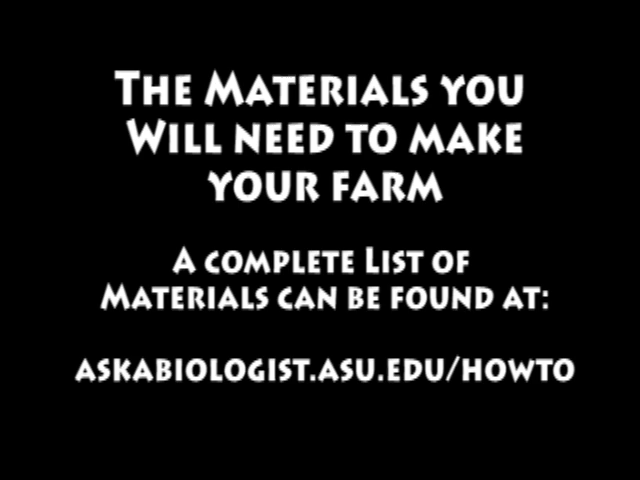 The Materials you
Will need to make
your farm
A complete List of
Materials can be found at:
askabiologist.asu.edu/howto